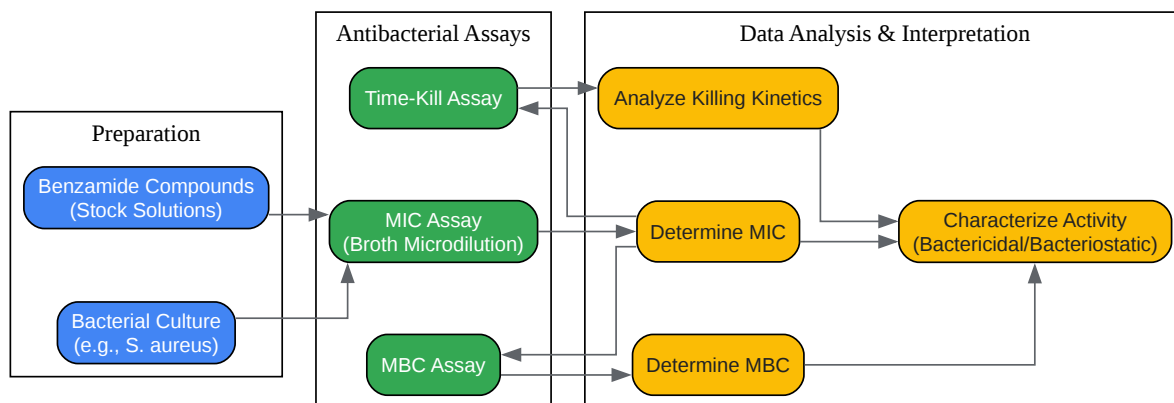 Preparation
Benzamide Compounds
(Stock Solutions)
Bacterial Culture
(e.g., S. aureus)
Antibacterial Assays
Time-Kill Assay
MIC Assay
(Broth Microdilution)
MBC Assay
Data Analysis & Interpretation
Analyze Killing Kinetics
Determine MIC
Determine MBC
Characterize Activity
(Bactericidal/Bacteriostatic)